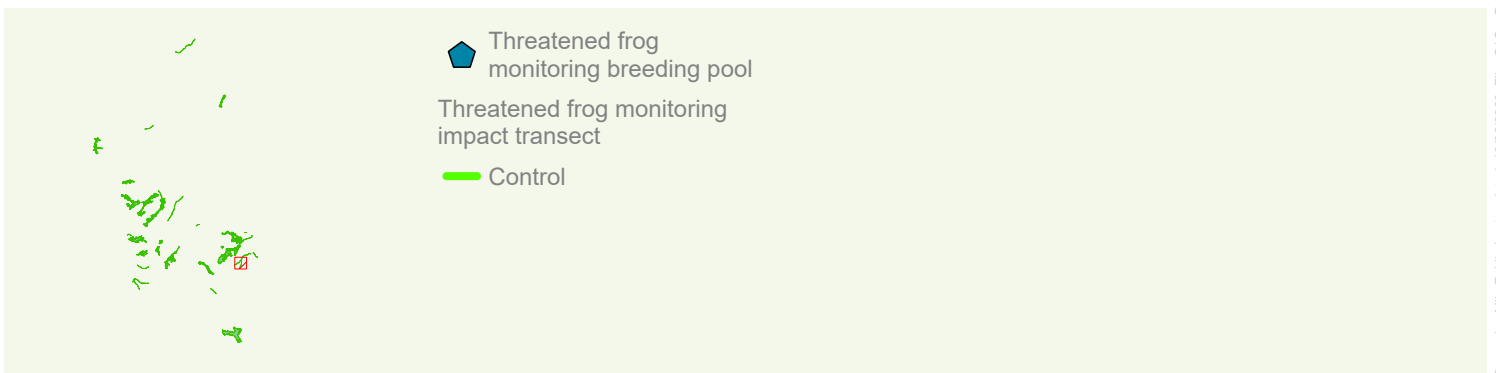 Threatened frog
monitoring breeding pool
Threatened frog monitoring
impact transect
Control